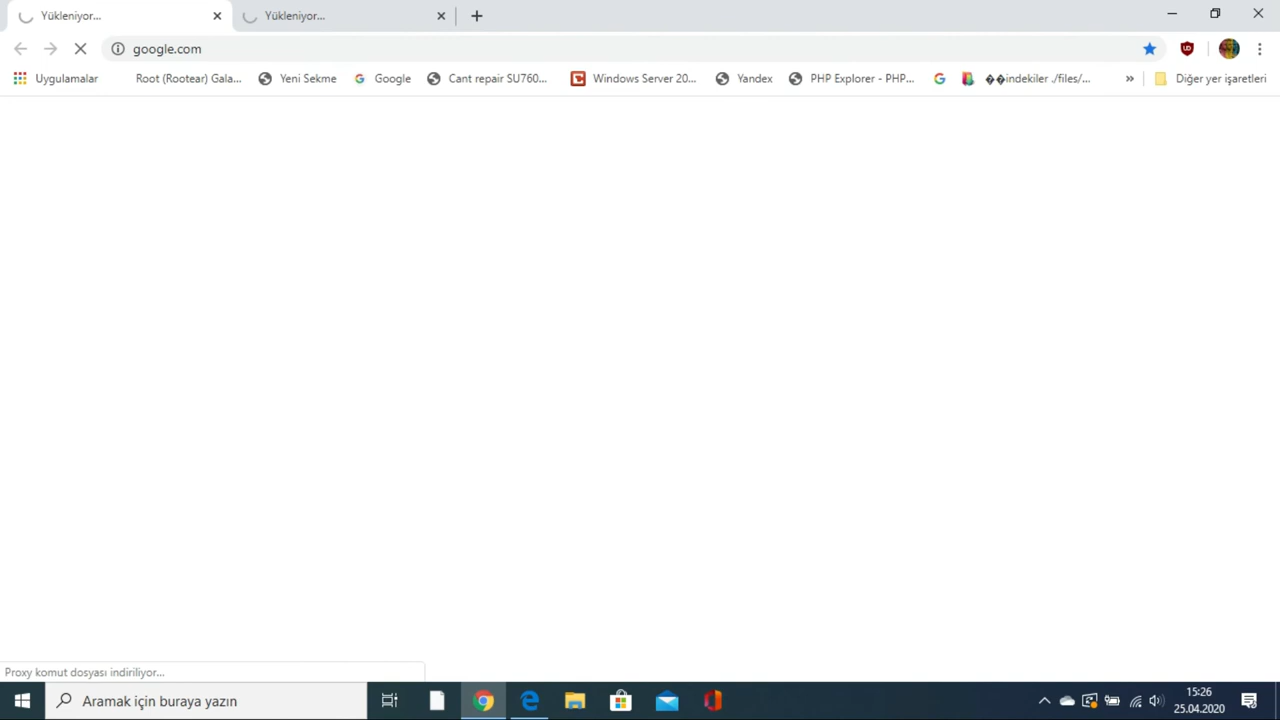 Yükleniyor...
Yükleniyor...
google.com
Uygulamalar
Root (Rootear) Gala...
Yeni Sekme
Google
Cant repair SU760...
Windows Server 20...
Yandex
PHP Explorer - PHP...
��indekiler ./files/...
»
Diğer yer işaretleri
Proxy komut dosyası indiriliyor...
Aramak için buraya yazın
15:26
25.04.2020